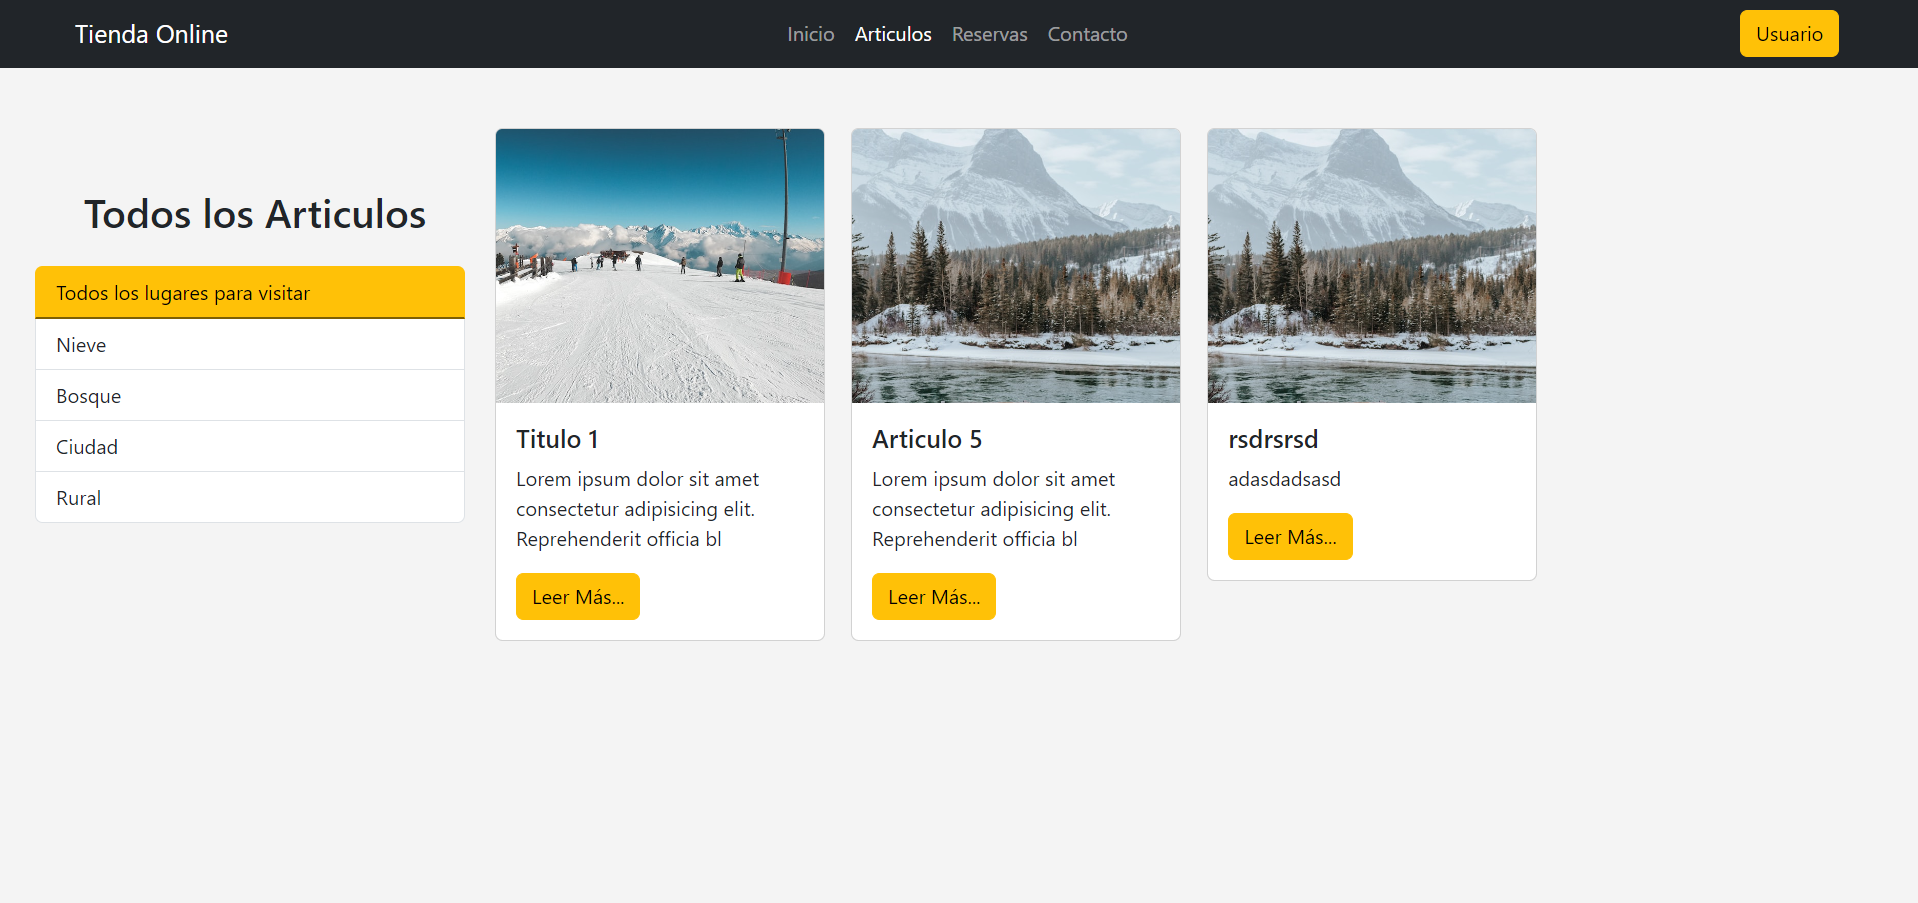 Tienda Online
Inicio Articulos Reservas Contacto
Usuario
Todos los Articulos
Todos los lugares para visitar
Nieve
Bosque
Ciudad
Rural
Titulo 1
Lorem ipsum dolor sit amet
consectetur adipisicing elit.
Reprehenderit officia bl
Leer Más...
Articulo 5
Lorem ipsum dolor sit amet
consectetur adipisicing elit.
Reprehenderit officia bl
Leer Más...
rsdrsrsd
adasdadsasd
Leer Más...